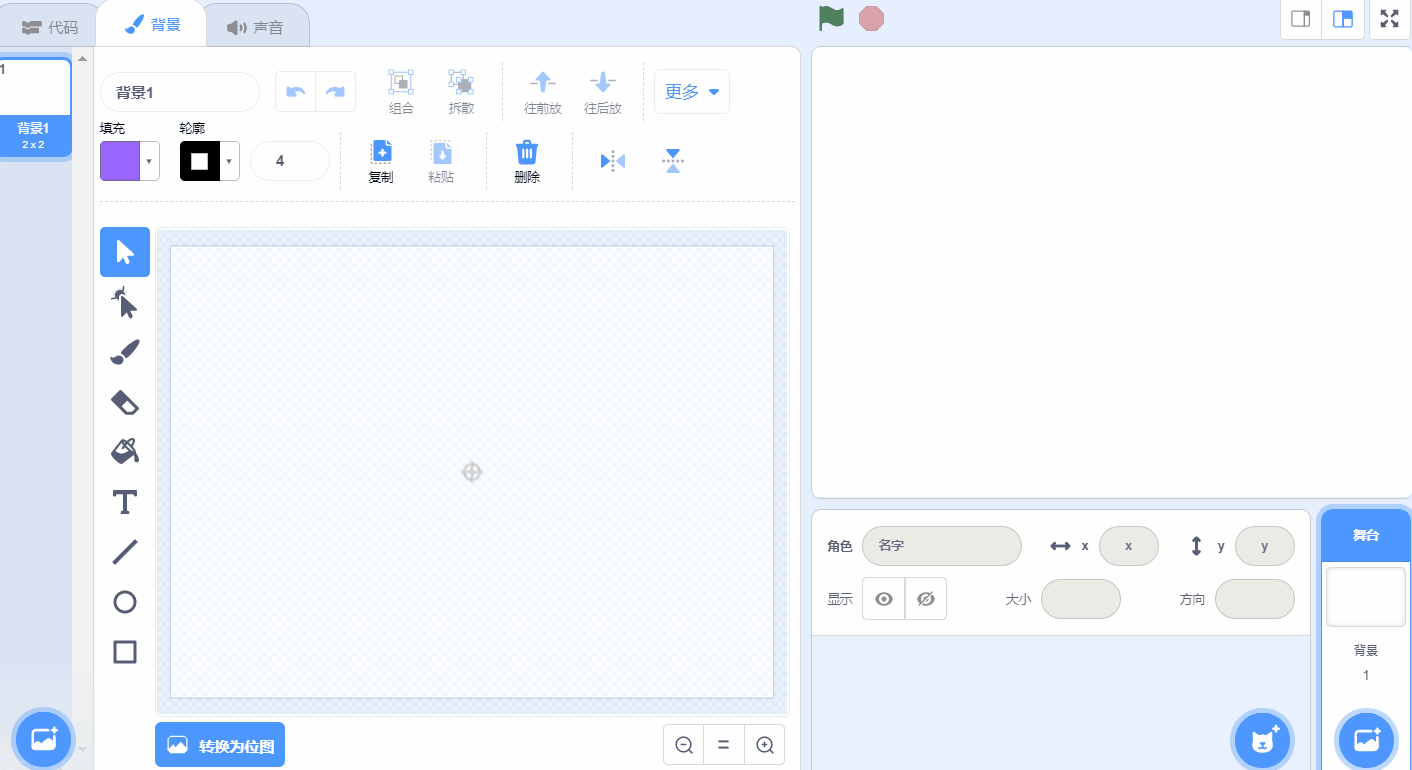 代码
背景
声音
1
背景1
2 x 2
背景1
组合
拆散
往前放
往后放
更多
填充
轮廓
4
复制
粘贴
删除
T
转换为位图
角色
名字
x
x
y
y
显示
大小
方向
舞台
背景
1